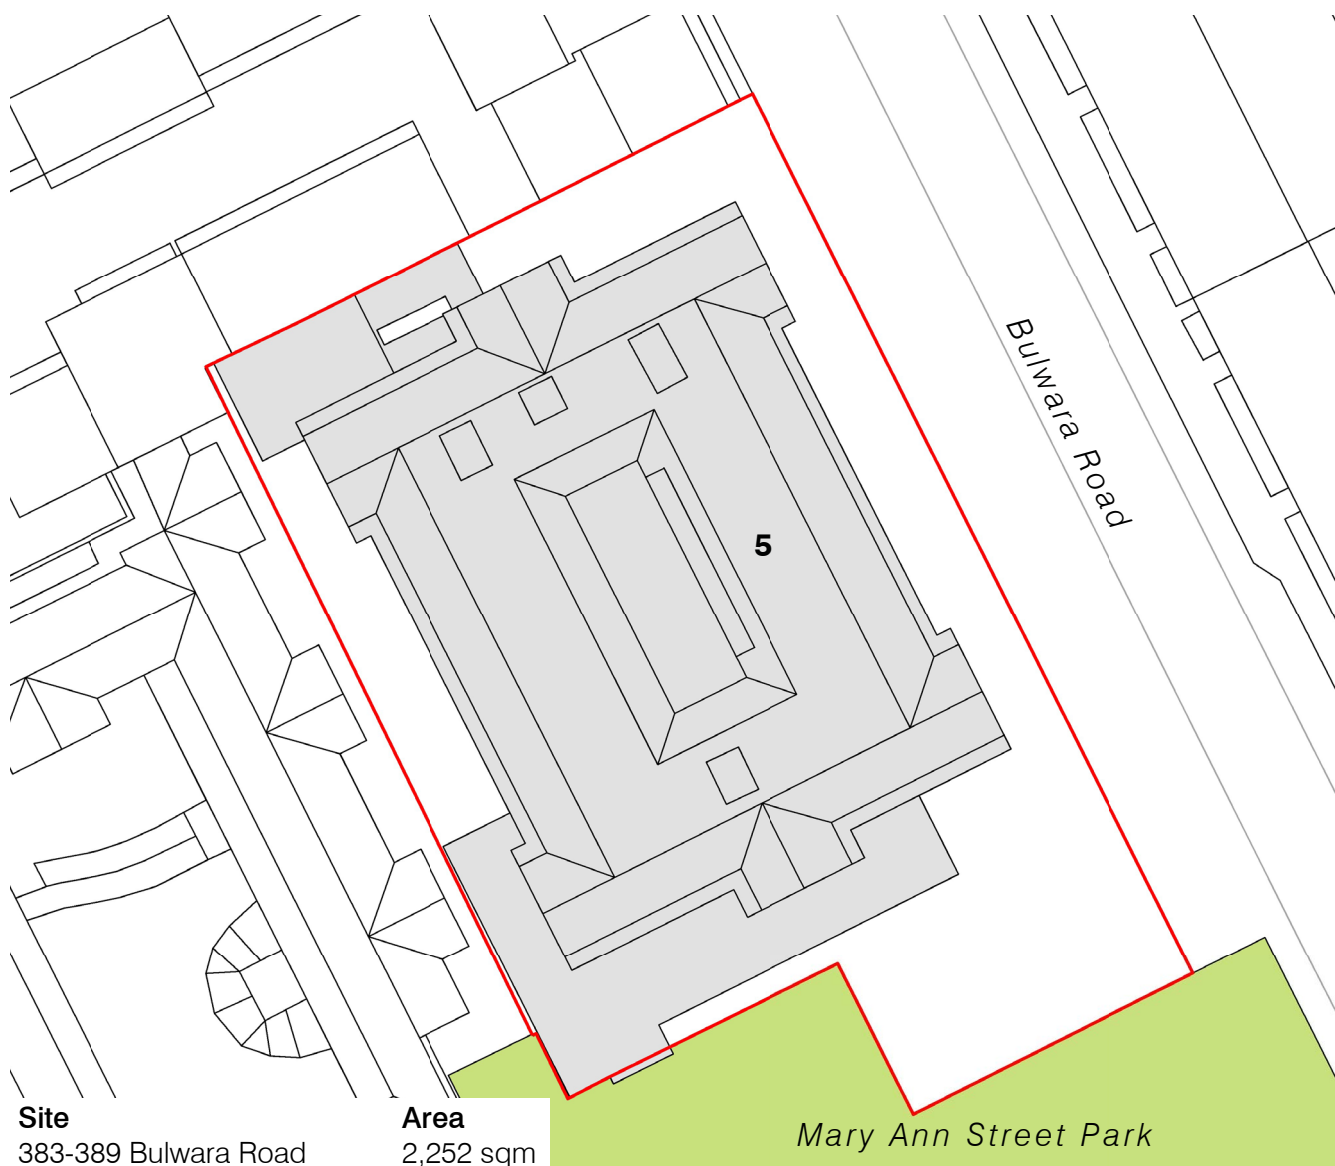 Bulwara Road
5
Site Area
383-389 Bulwara Road 2,252 sqm
Mary Ann Street Park